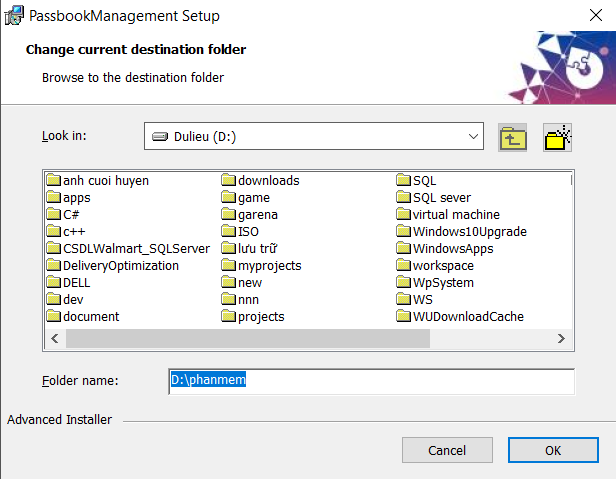 PassbookManagement Setup
Change current destination folder
Browse to the destination folder
Look in:
Dulieu (D:)
anh cuoi huyen
apps
C#
c++
CSDLWalmart_SQLServer
DeliveryOptimization
DELL
dev
document
downloads
game
garena
ISO
lưu trữ
myprojects
new
nnn
projects
SQL
SQL sever
virtual machine
Windows10Upgrade
WindowsApps
workspace
WpSystem
WS
WUDownloadCache
Folder name:
D:\phanmem
Advanced Installer
Cancel
OK